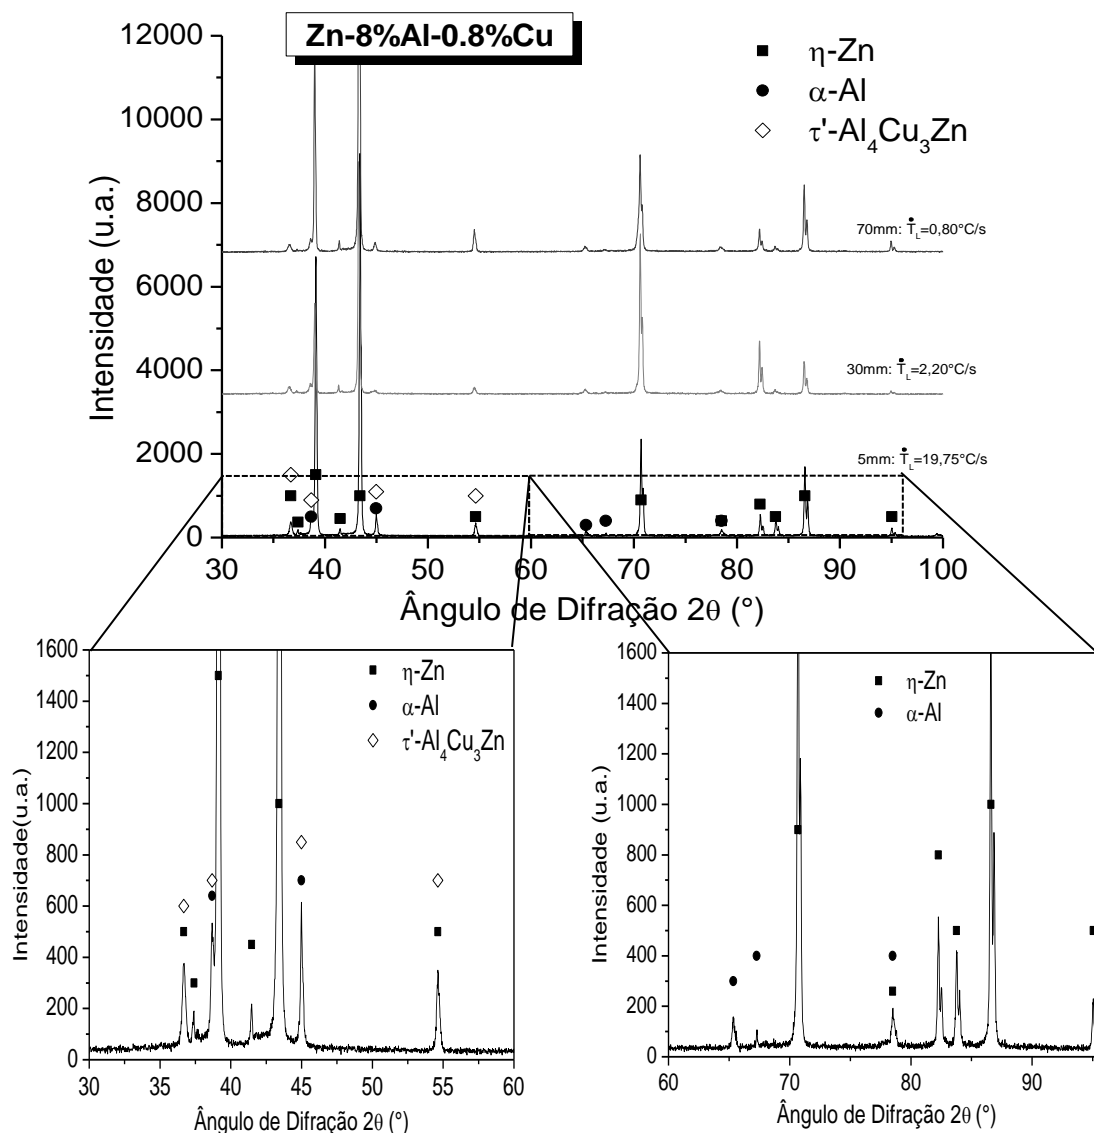 Zn-8%Al-0.8%Cu
12000
10000
8000
6000
4000
2000
0
Intensidade (u.a.)
η-Zn
α-Al
τ'-Al4Cu3Zn
70mm: ṪL=0,80°C/s
30mm: ṪL=2,20°C/s
5mm: ṪL=19,75°C/s
30 40 50 60 70 80 90 100
Ângulo de Difração 2θ (°)
1600
1400
1200
1000
800
600
400
200
0
Intensidade(u.a.)
η-Zn
α-Al
τ'-Al4Cu3Zn
30 35 40 45 50 55 60
Ângulo de Difração 2θ (°)
1600
1400
1200
1000
800
600
400
200
0
Intensidade (u.a.)
η-Zn
α-Al
60 70 80 90
Ângulo de Difração 2θ (°)